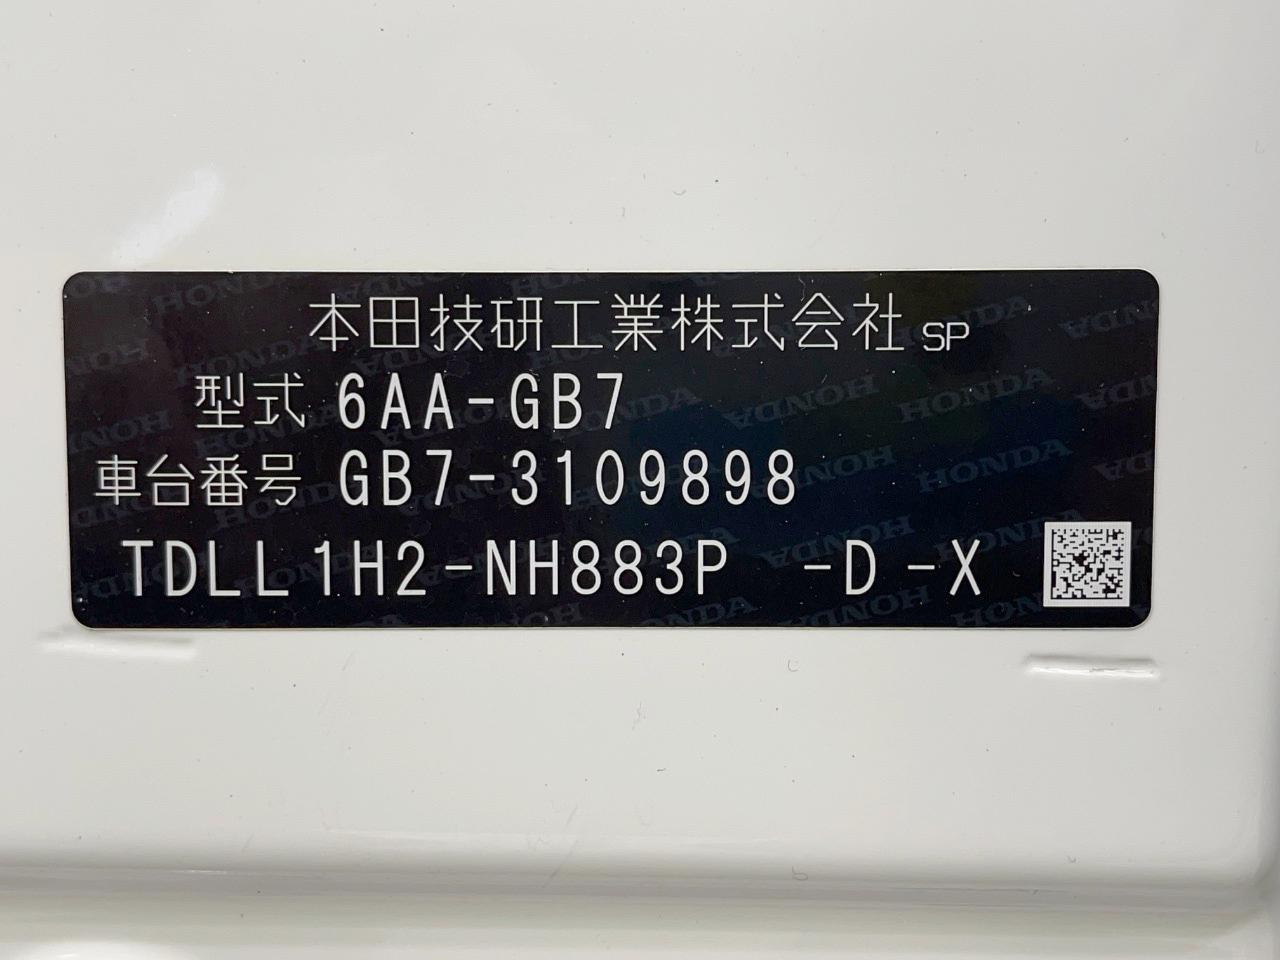 本田技研工業株式会社 SP
型式 6AA-GB7
車台番号 GB7-3109898
TDLL1H2-NH883P -D-X